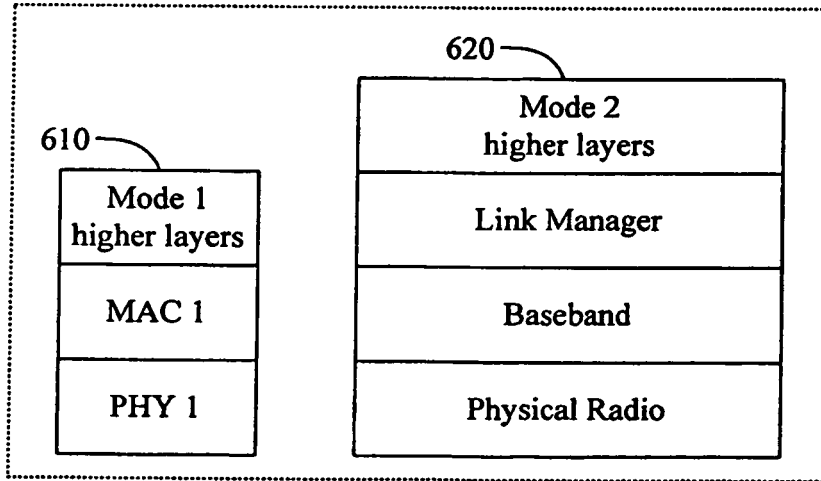 610
Mode 1
higher layers
MAC 1
PHY 1
620
Mode 2
higher layers
Link Manager
Baseband
Physical Radio